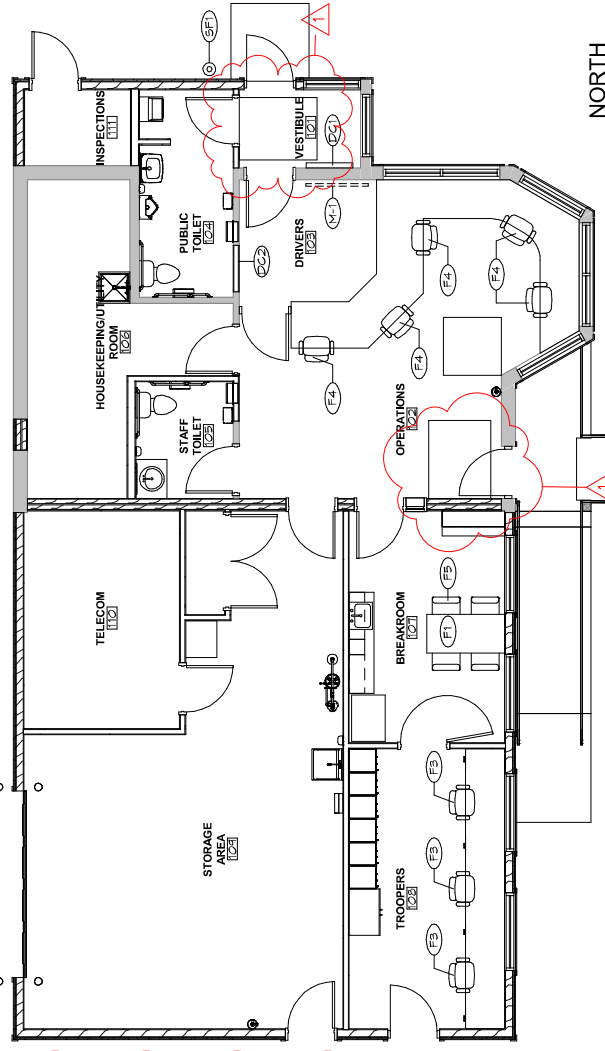 INSPECTIONS
111
SF1
1
VESTIBULE
101
DC1
PUBLIC
TOILET
104
DRIVERS
103
M-1
DC2
HOUSEKEEPING/UTILITY
ROOM
106
STAFF
TOILET
105
OPERATIONS
102
F4
F4
F4
F4
1
TELECOM
110
BREAKROOM
107
F5
F1
STORAGE
AREA
109
TROOPERS
108
F3
F3
F3
NORTH